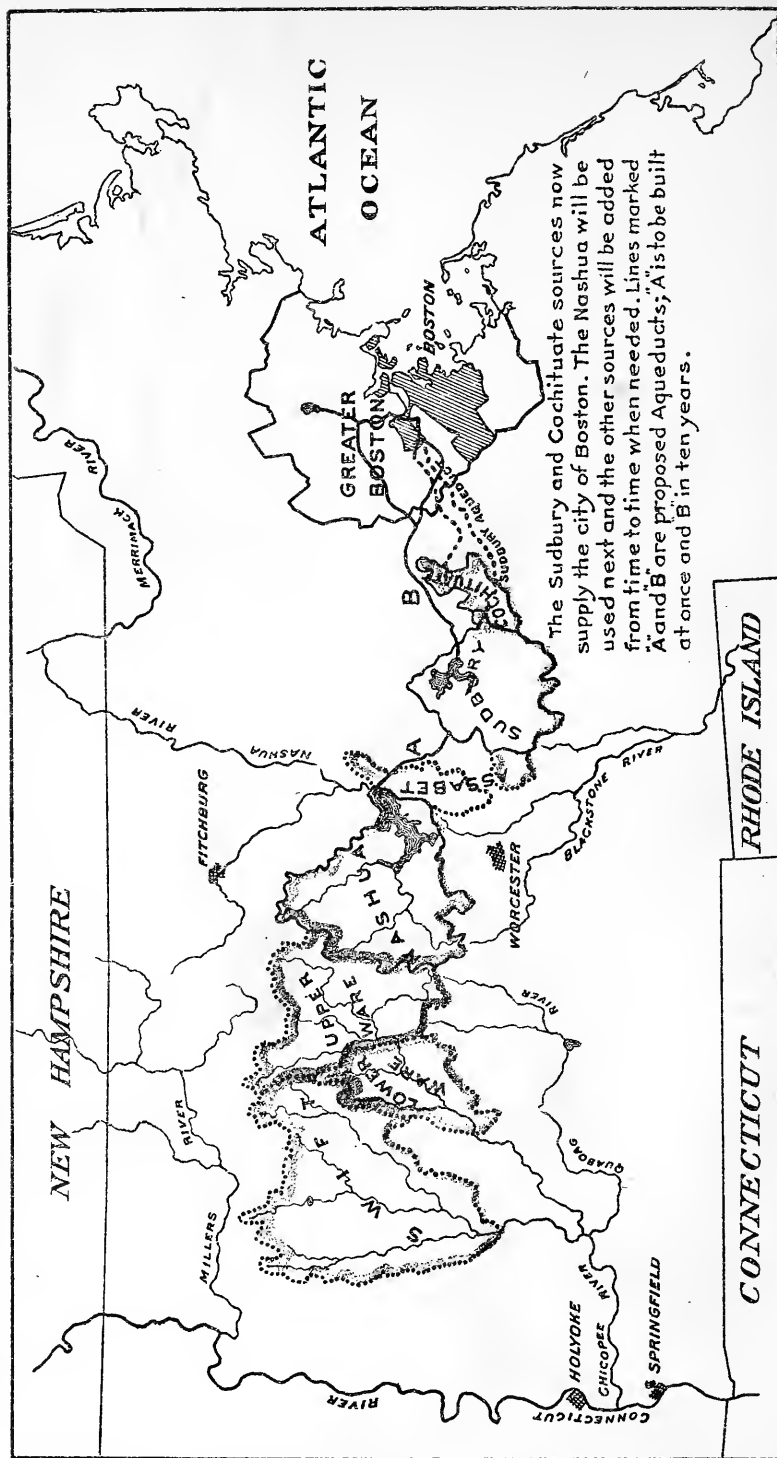 NEW HAMPSHIRE
MERRIMACK
RIVER
ATLANTIC
OCEAN
MILLERS
RIVER
FITCHBURG
NASHUA
RIVER
GREATER
BOSTON
BOSTON
SWIFT
UPPER
WARE
LOWER
WARE
NASHUA
A
ASSABET
SUDBURY
B
COCHITUATE
SUDBURY AQUEDUCT
WORCESTER
BLACKSTONE
RIVER
RIVER
QUABOAG
RIVER
CONNECTICUT
HOLYOKE
CHICOPEE
RIVER
SPRINGFIELD
CONNECTICUT
RHODE ISLAND
The Sudbury and Cochituate sources now
supply the city of Boston. The Nashua will be
used next and the other sources will be added
from time to time when needed. Lines marked
"A" and "B" are proposed Aqueducts; "A" is to be built
at once and "B" in ten years.